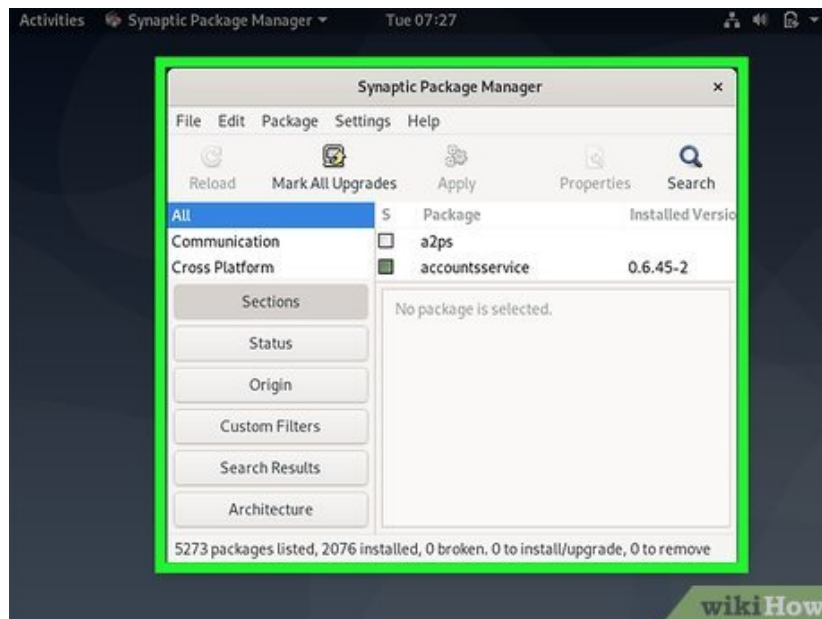 Activities Synaptic Package Manager Tue 07:27
Synaptic Package Manager ×
File Edit Package Settings Help
Reload Mark All Upgrades Apply Properties Search
All S Package Installed Versio
Communication a2ps
Cross Platform accountsservice 0.6.45-2
Sections
No package is selected.
Status
Origin
Custom Filters
Search Results
Architecture
5273 packages listed, 2076 installed, 0 broken. 0 to install/upgrade, 0 to remove
wikiHow